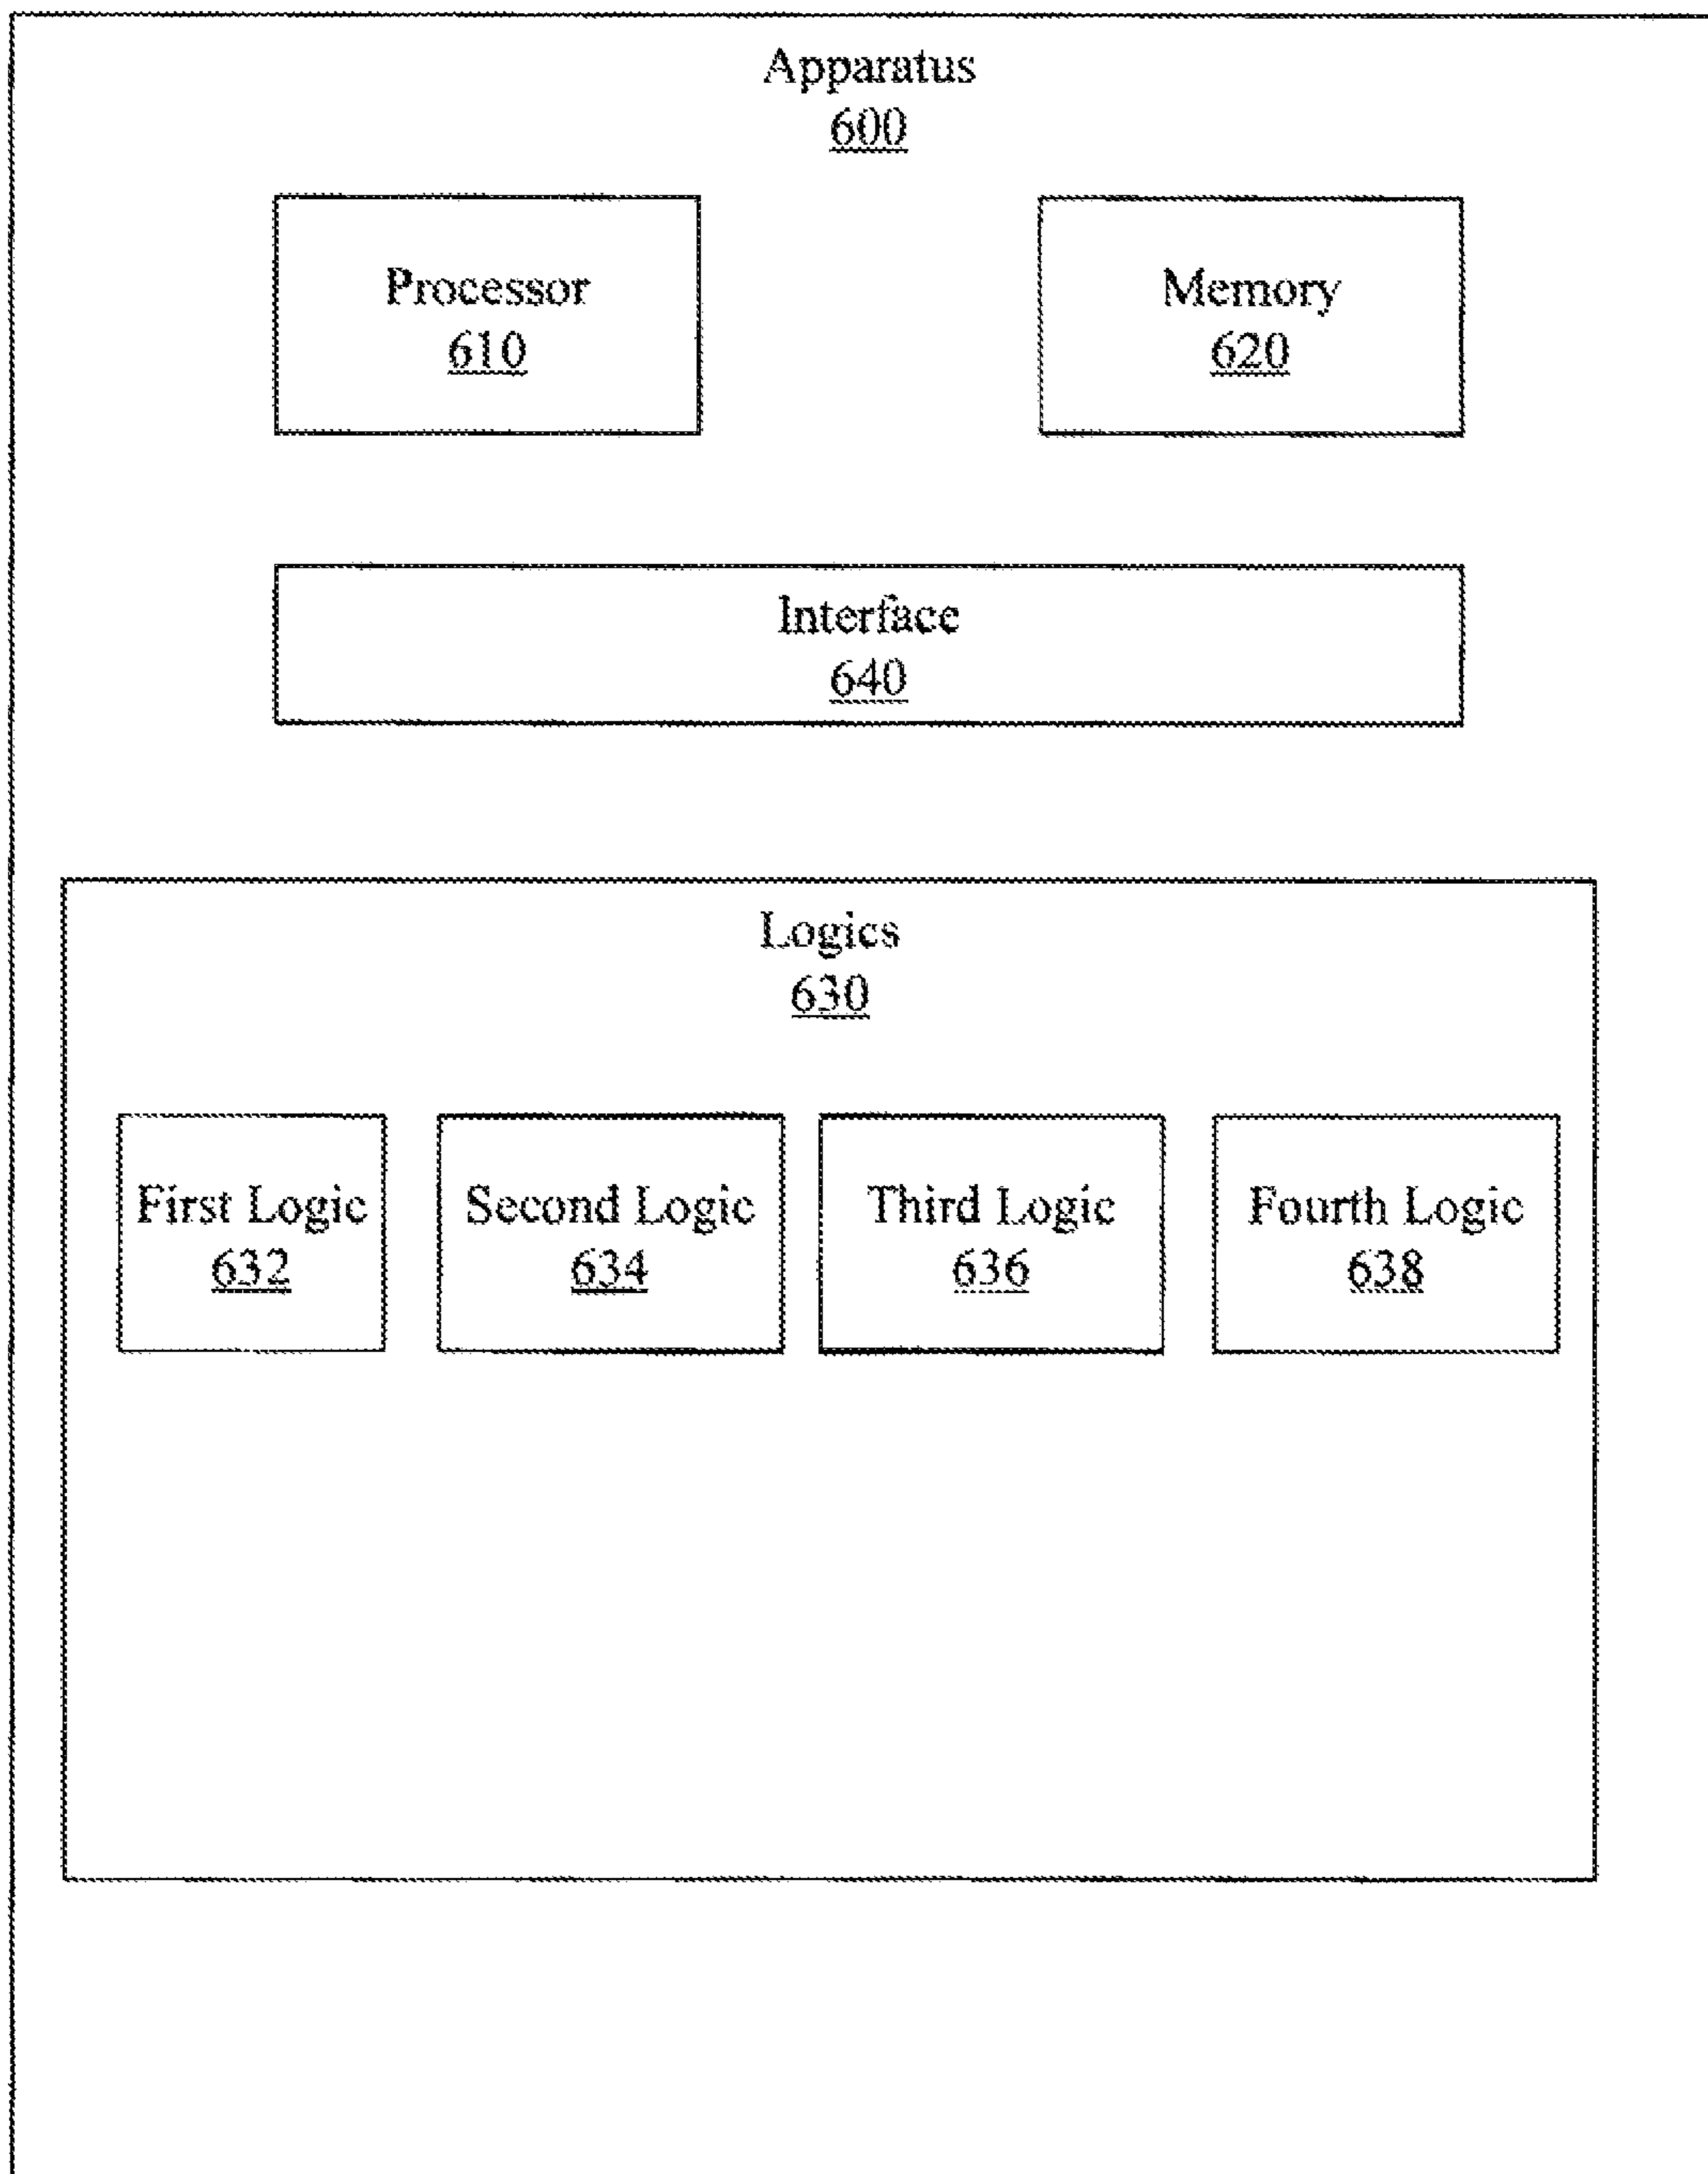 Apparatus
600
Processor
610
Memory
620
Interface
640
Logics
630
First Logic
632
Second Logic
634
Third Logic
636
Fourth Logic
638